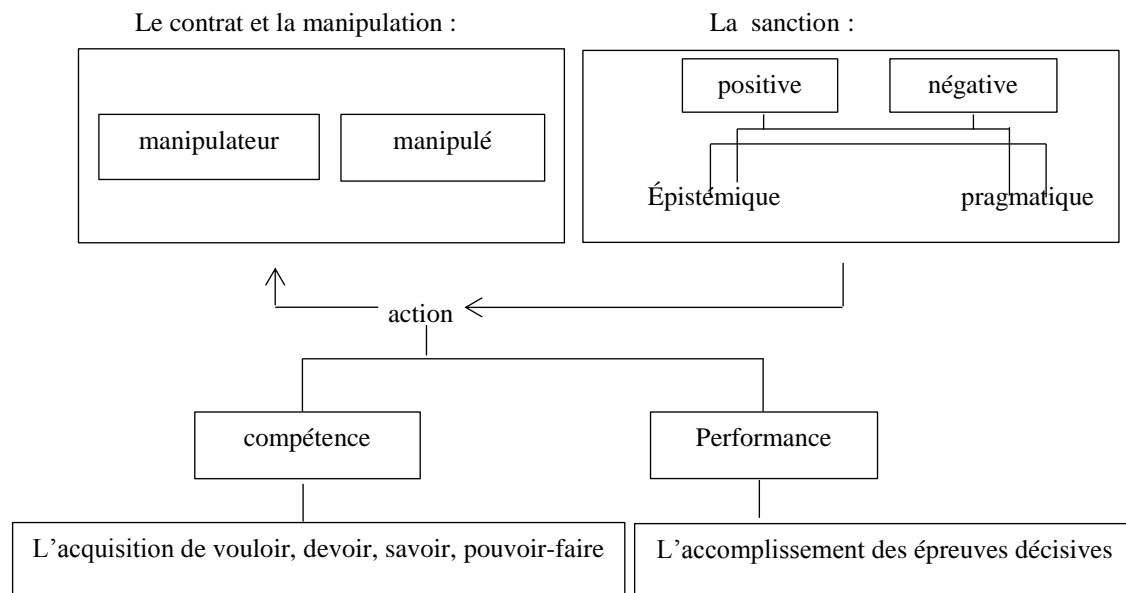 Le contrat et la manipulation :
La sanction :
positive
négative
manipulateur
manipulé
Épistémique
pragmatique
action
compétence
Performance
L’acquisition de vouloir, devoir, savoir, pouvoir-faire
L’accomplissement des épreuves décisives